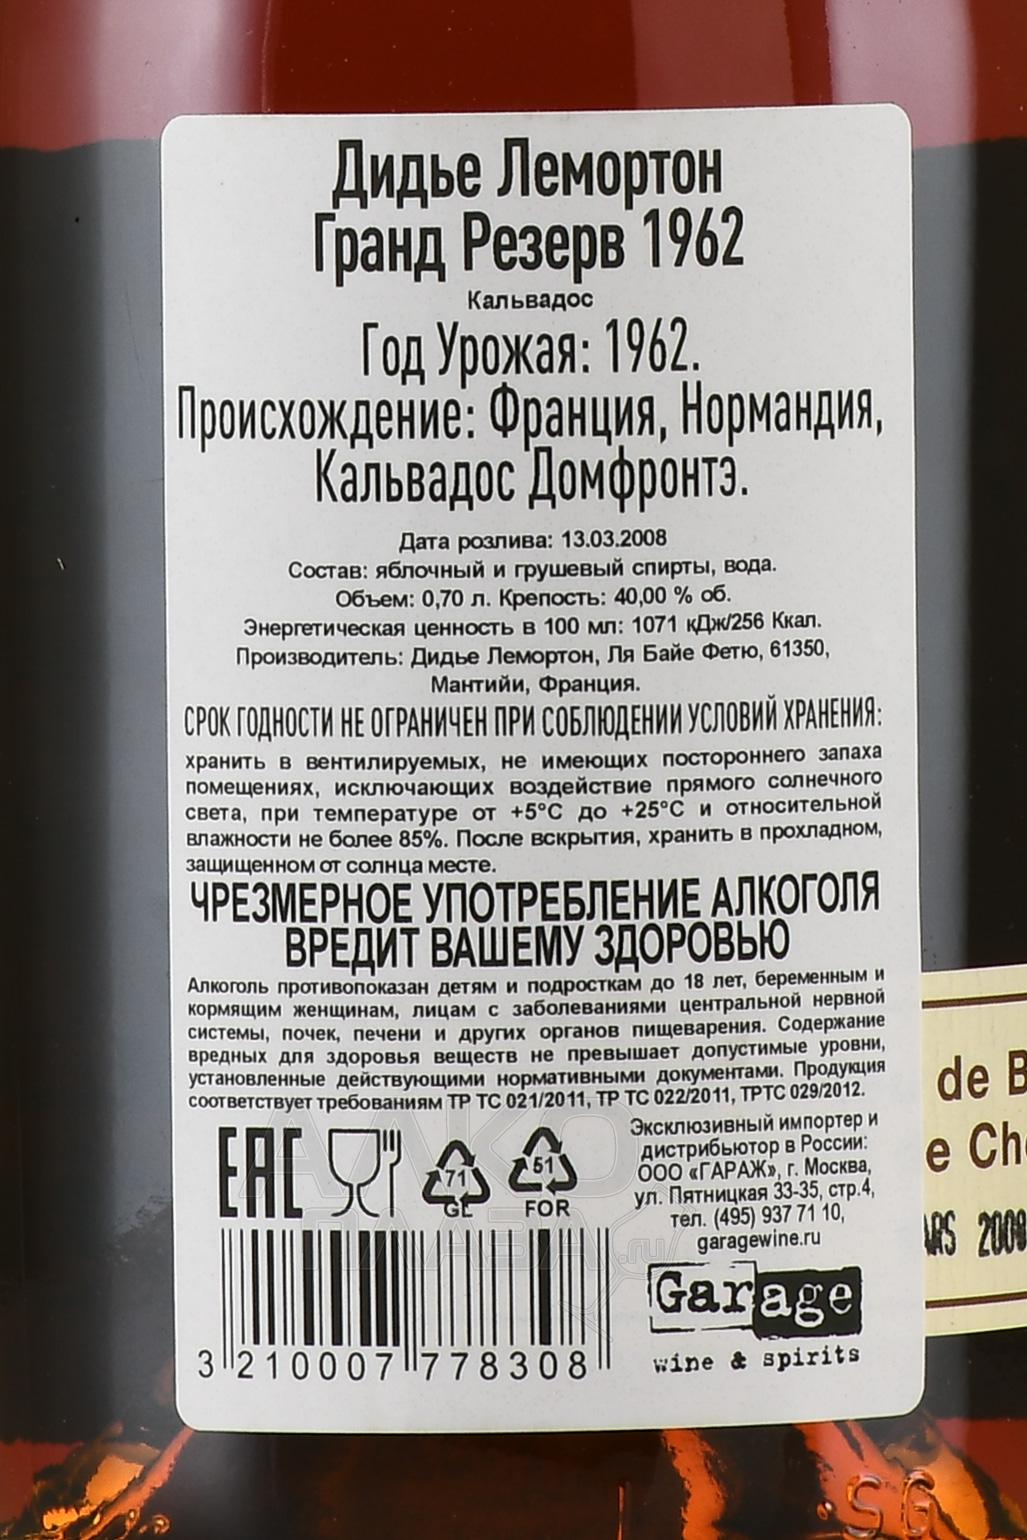 Дидье Лемортон
Гранд Резерв 1962
Кальвадос
Год Урожая: 1962.
Происхождение: Франция, Нормандия,
Кальвадос Домфронтэ.
Дата розлива: 13.03.2008
Состав: яблочный и грушевый спирты, вода.
Объем: 0,70 л. Крепость: 40,00 % об.
Энергетическая ценность в 100 мл: 1071 кДж/256 Ккал.
Производитель: Дидье Лемортон, Ля Байе Фетю, 61350,
Мантийи, Франция.
СРОК ГОДНОСТИ НЕ ОГРАНИЧЕН ПРИ СОБЛЮДЕНИИ УСЛОВИЙ ХРАНЕНИЯ:
хранить в вентилируемых, не имеющих постороннего запаха
помещениях, исключающих воздействие прямого солнечного
света, при температуре от +5°C до +25°C и относительной
влажности не более 85%. После вскрытия, хранить в прохладном,
защищенном от солнца месте.
ЧРЕЗМЕРНОЕ УПОТРЕБЛЕНИЕ АЛКОГОЛЯ
ВРЕДИТ ВАШЕМУ ЗДОРОВЬЮ
Алкоголь противопоказан детям и подросткам до 18 лет, беременным и
кормящим женщинам, лицам с заболеваниями центральной нервной
системы, почек, печени и других органов пищеварения. Содержание
вредных для здоровья веществ не превышает допустимые уровни,
установленные действующими нормативными документами. Продукция
соответствует требованиям ТР ТС 021/2011, ТР ТС 022/2011, ТРТС 029/2012.
Эксклюзивный импортер и
дистрибьютор в России:
ООО «ГАРАЖ», г. Москва,
ул. Пятницкая 33-35, стр.4,
тел. (495) 937 71 10,
garagewine.ru
EAC
71
GL
51
FOR
Garage
wine & spirits
3 210007 778308
de B
e Ch
ARS 2008
SG
АЛКО
ПЛАЗА.ru